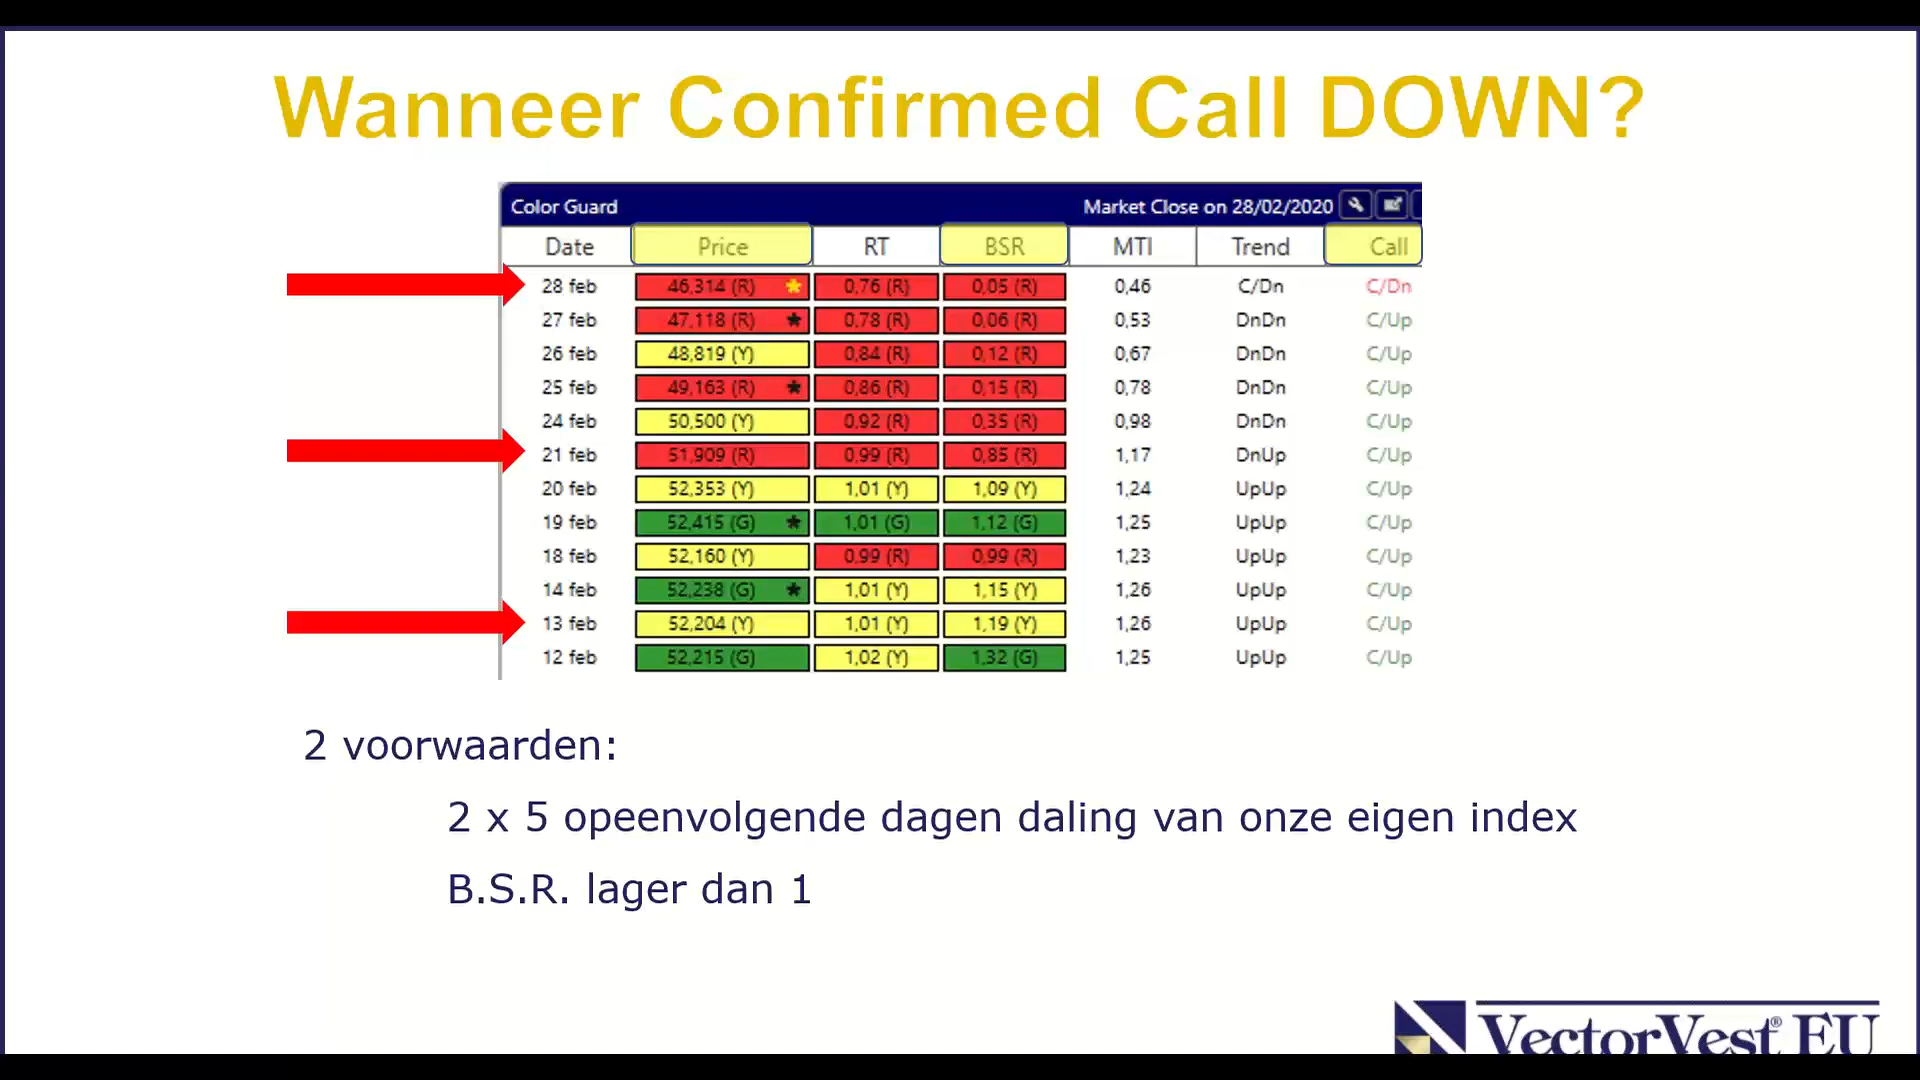 Wanneer Confirmed Call DOWN?
Color Guard Market Close on 28/02/2020
Date Price RT BSR MTI Trend Call
28 feb 46,314 (R) * 0,76 (R) 0,05 (R) 0,46 C/Dn C/Dn
27 feb 47,118 (R) * 0,78 (R) 0,06 (R) 0,53 DnDn C/Up
26 feb 48,819 (Y) 0,84 (R) 0,12 (R) 0,67 DnDn C/Up
25 feb 49,163 (R) * 0,86 (R) 0,15 (R) 0,78 DnDn C/Up
24 feb 50,500 (Y) 0,92 (R) 0,35 (R) 0,98 DnDn C/Up
21 feb 51,909 (R) 0,99 (R) 0,85 (R) 1,17 DnUp C/Up
20 feb 52,353 (Y) 1,01 (Y) 1,09 (Y) 1,24 UpUp C/Up
19 feb 52,415 (G) * 1,01 (G) 1,12 (G) 1,25 UpUp C/Up
18 feb 52,160 (Y) 0,99 (R) 0,99 (R) 1,23 UpUp C/Up
14 feb 52,238 (G) * 1,01 (Y) 1,15 (Y) 1,26 UpUp C/Up
13 feb 52,204 (Y) 1,01 (Y) 1,19 (Y) 1,26 UpUp C/Up
12 feb 52,215 (G) 1,02 (Y) 1,32 (G) 1,25 UpUp C/Up
2 voorwaarden:
2 x 5 opeenvolgende dagen daling van onze eigen index
B.S.R. lager dan 1
VectorVest® EU